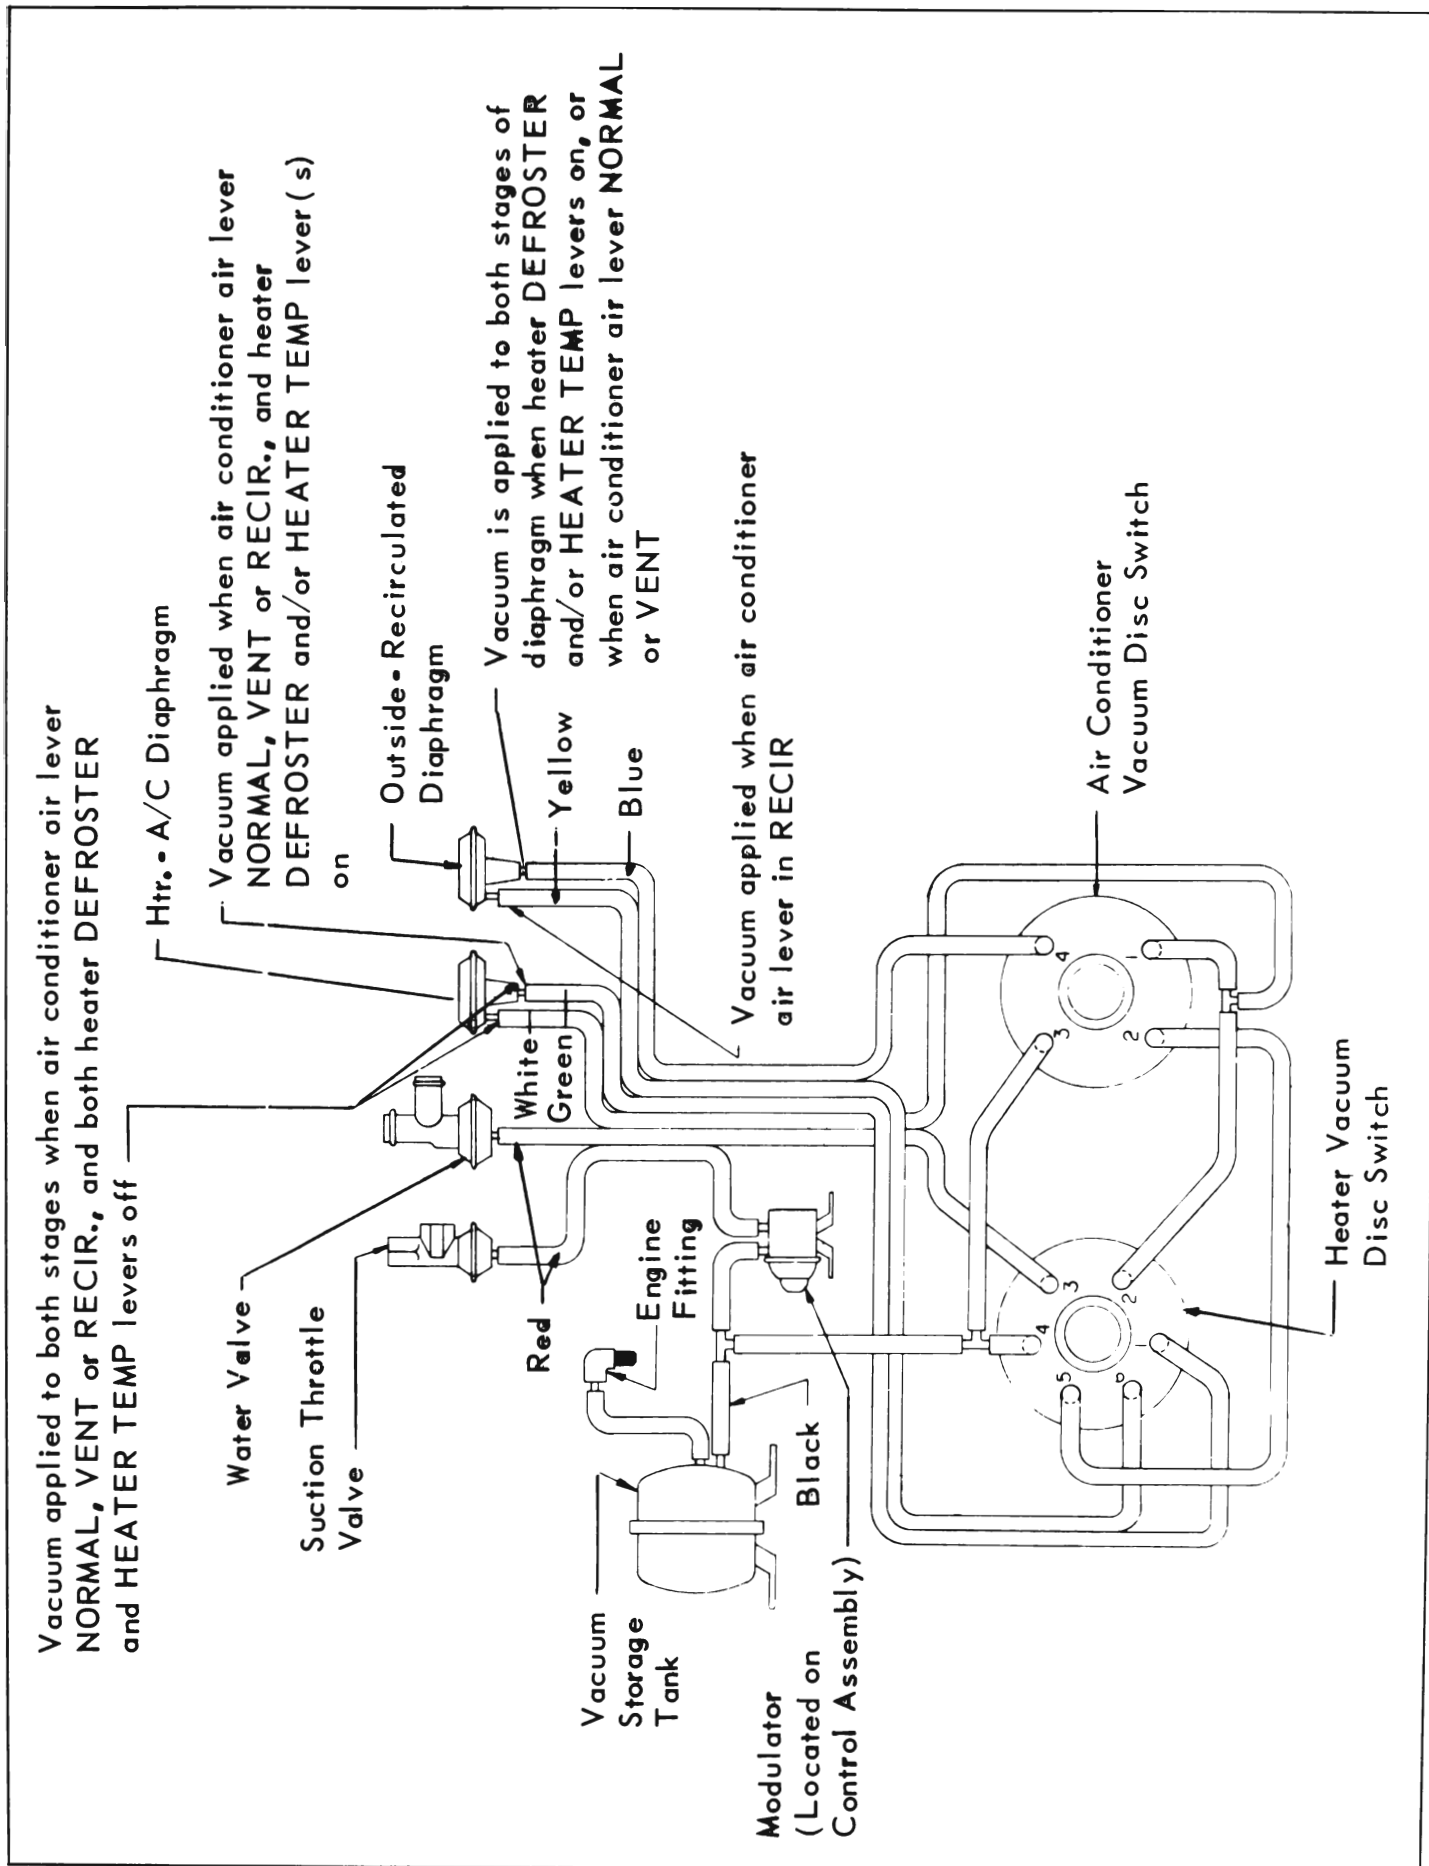 Vacuum applied to both stages when air conditioner air lever
NORMAL, VENT or RECIR., and both heater DEFROSTER
and HEATER TEMP levers off
Htr.-A/C Diaphragm
Vacuum applied when air conditioner air lever
NORMAL, VENT or RECIR., and heater
DEFROSTER and/or HEATER TEMP lever(s)
on
Water Valve
Suction Throttle
Valve
Outside-Recirculated
Diaphragm
Vacuum is applied to both stages of
diaphragm when heater DEFROSTER
and/or HEATER TEMP levers on, or
when air conditioner air lever NORMAL
or VENT
Red
White
Green
Yellow
Blue
Vacuum
Storage
Tank
Engine
Fitting
Vacuum applied when air conditioner
air lever in RECIR
Modulator
(Located on
Control Assembly)
Black
5
4
3
6
2
1
3
4
2
1
Air Conditioner
Vacuum Disc Switch
Heater Vacuum
Disc Switch